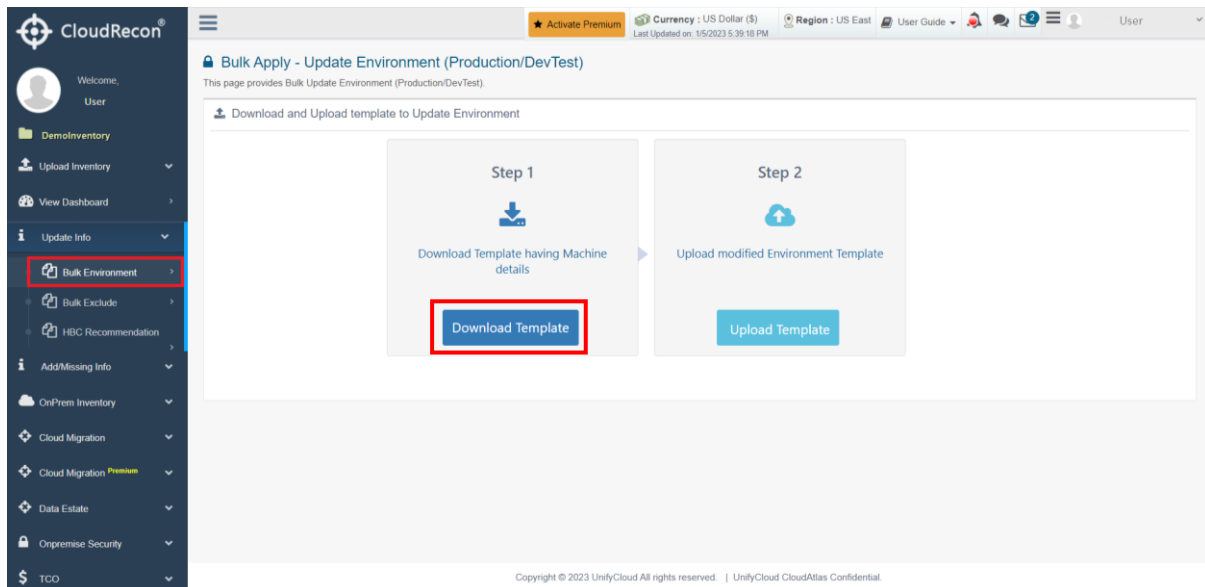 CloudRecon®
★ Activate Premium
Currency : US Dollar ($)
Last Updated on: 1/5/2023 5:39:18 PM
Region : US East
User Guide
2
User
Welcome,
User
DemoInventory
Upload Inventory
View Dashboard
Update Info
Bulk Environment
Bulk Exclude
HBC Recommendation
Add/Missing Info
OnPrem Inventory
Cloud Migration
Cloud Migration Premium
Data Estate
Onpremise Security
TCO
Bulk Apply - Update Environment (Production/DevTest)
This page provides Bulk Update Environment (Production/DevTest).
Download and Upload template to Update Environment
Step 1
Download Template having Machine
details
Download Template
Step 2
Upload modified Environment Template
Upload Template
Copyright © 2023 UnifyCloud All rights reserved. | UnifyCloud CloudAtlas Confidential.